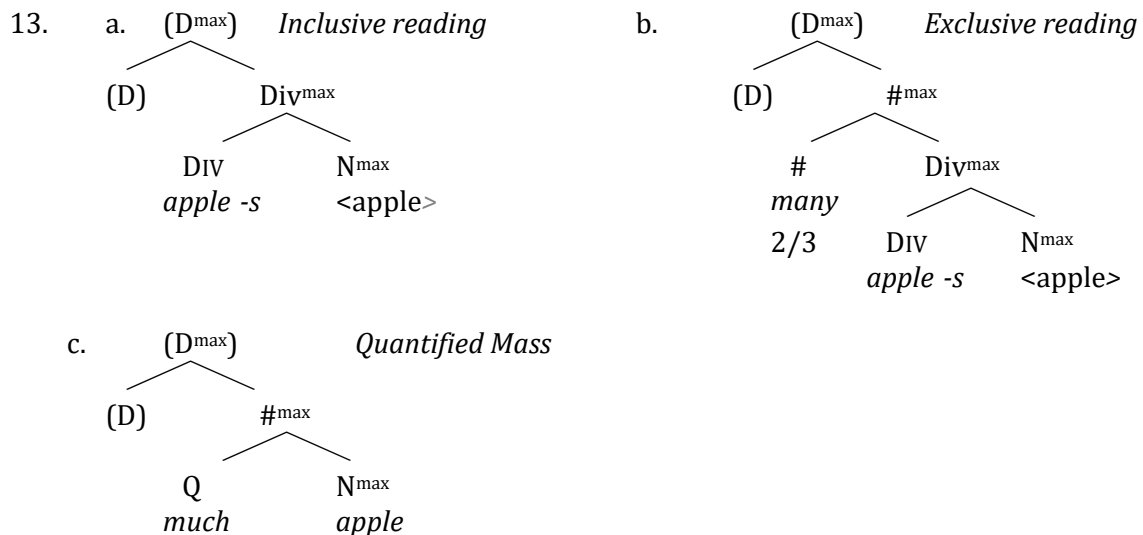 13. a. (Dmax) Inclusive reading b. (Dmax) Exclusive reading
(D) Divmax (D) #max
DIV Nmax # Divmax
apple -s <apple> many
2/3 DIV Nmax
apple -s <apple>
c. (Dmax) Quantified Mass
(D) #max
Q Nmax
much apple